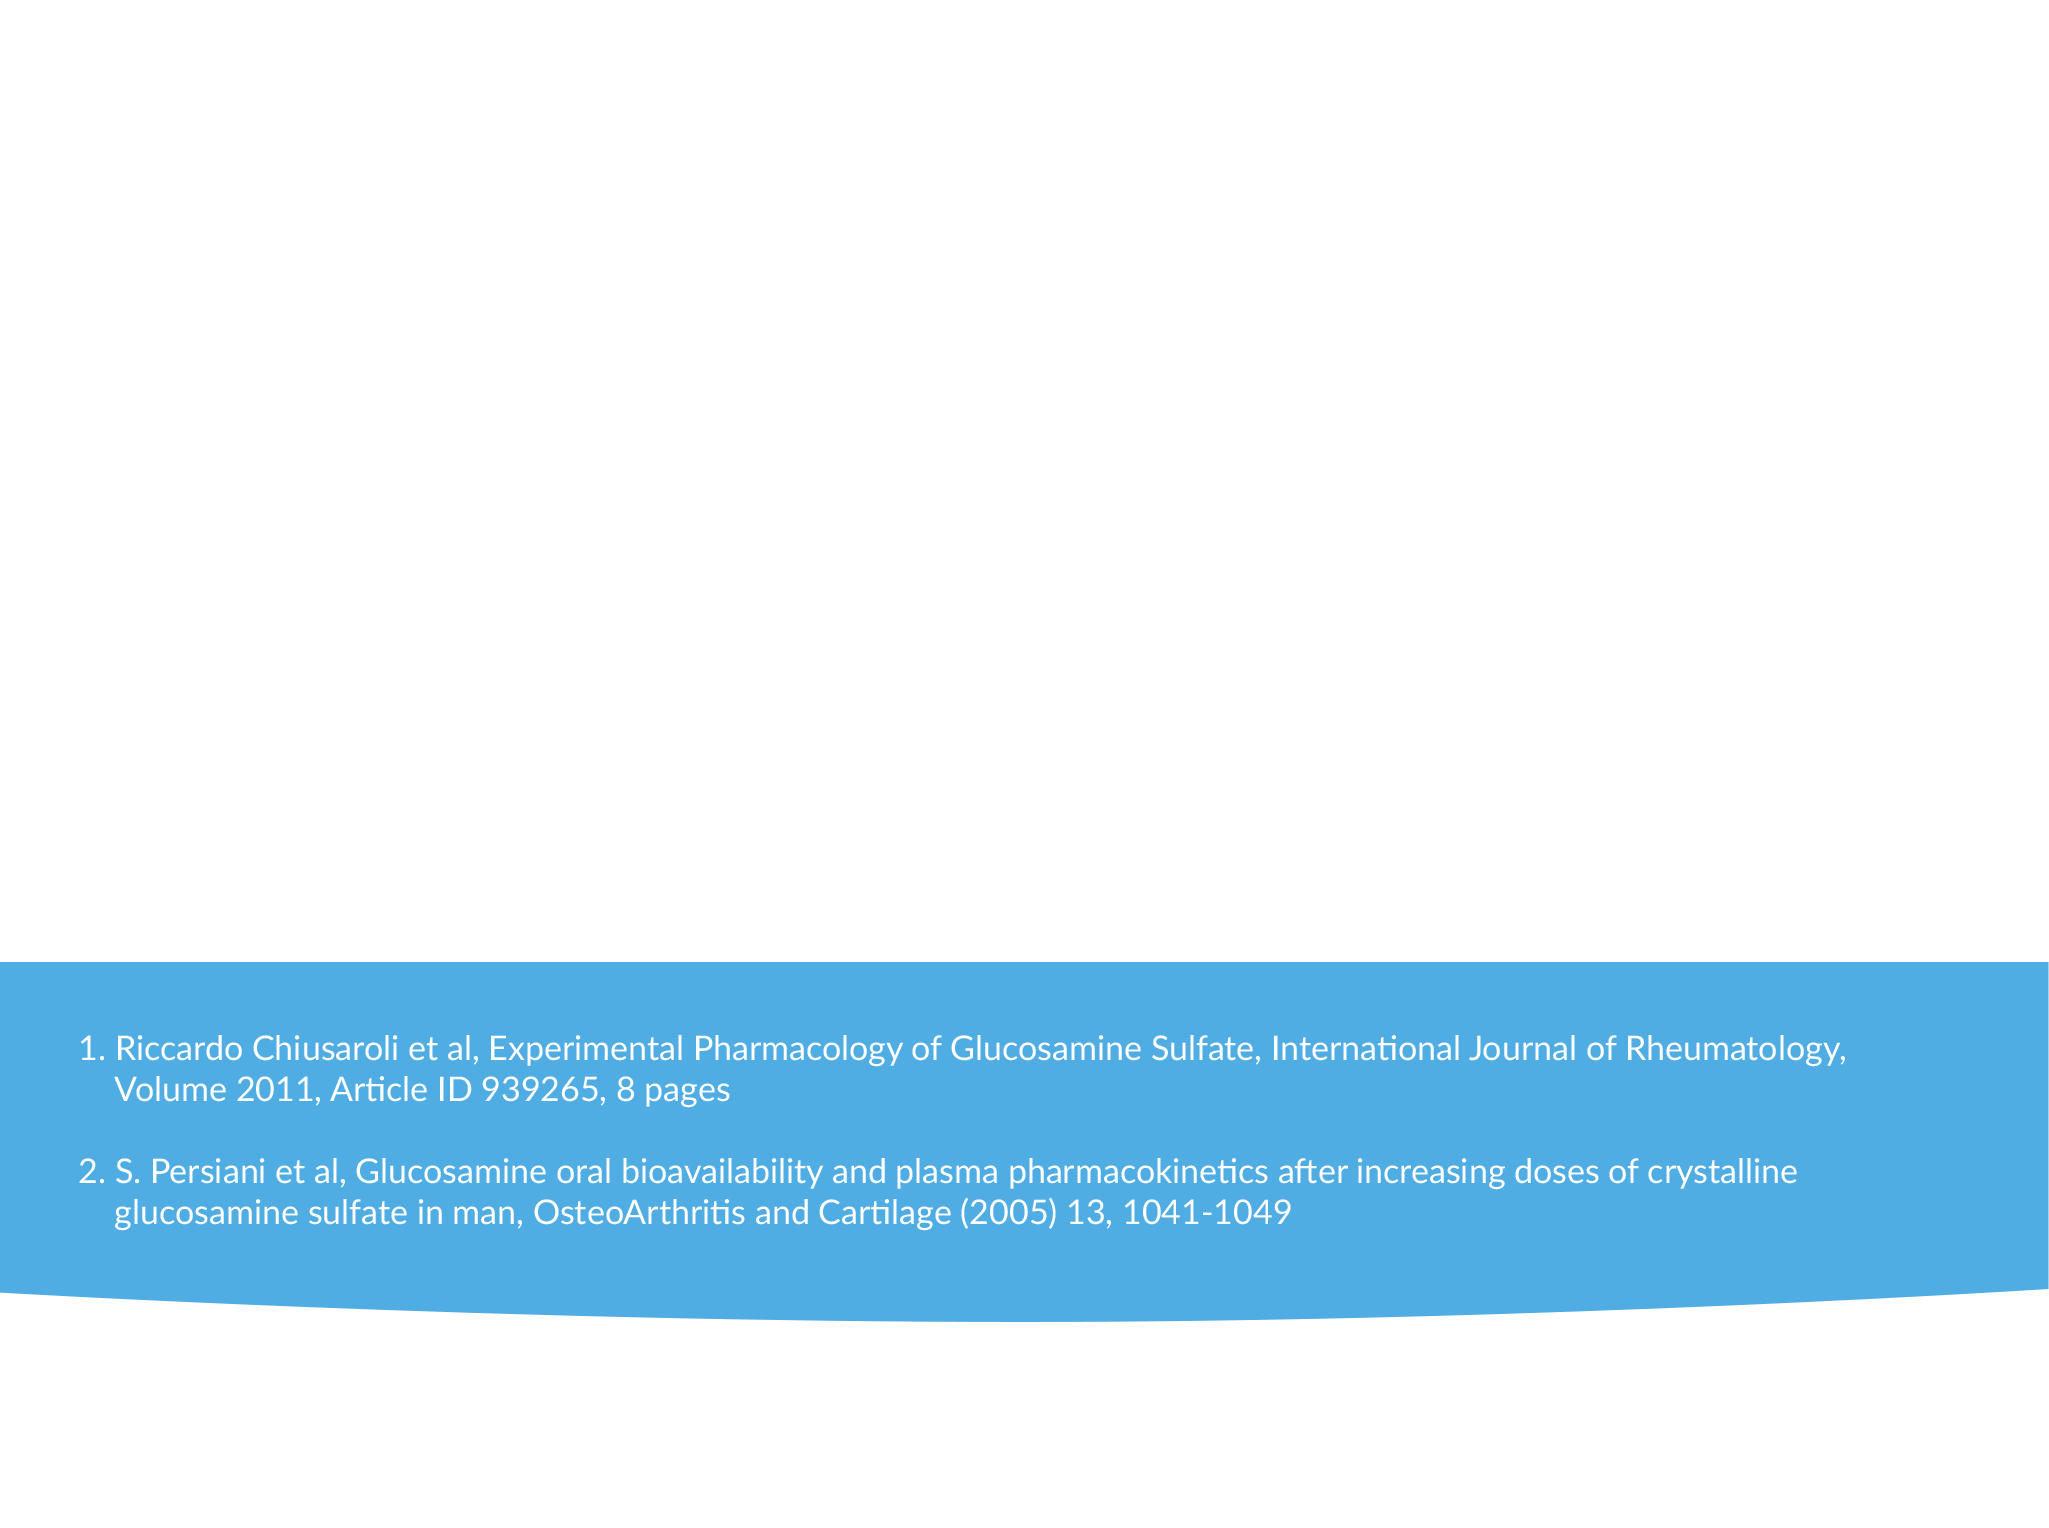 1. Riccardo Chiusaroli et al, Experimental Pharmacology of Glucosamine Sulfate, International Journal of Rheumatology,
Volume 2011, Article ID 939265, 8 pages
2. S. Persiani et al, Glucosamine oral bioavailability and plasma pharmacokinetics after increasing doses of crystalline
glucosamine sulfate in man, OsteoArthritis and Cartilage (2005) 13, 1041-1049